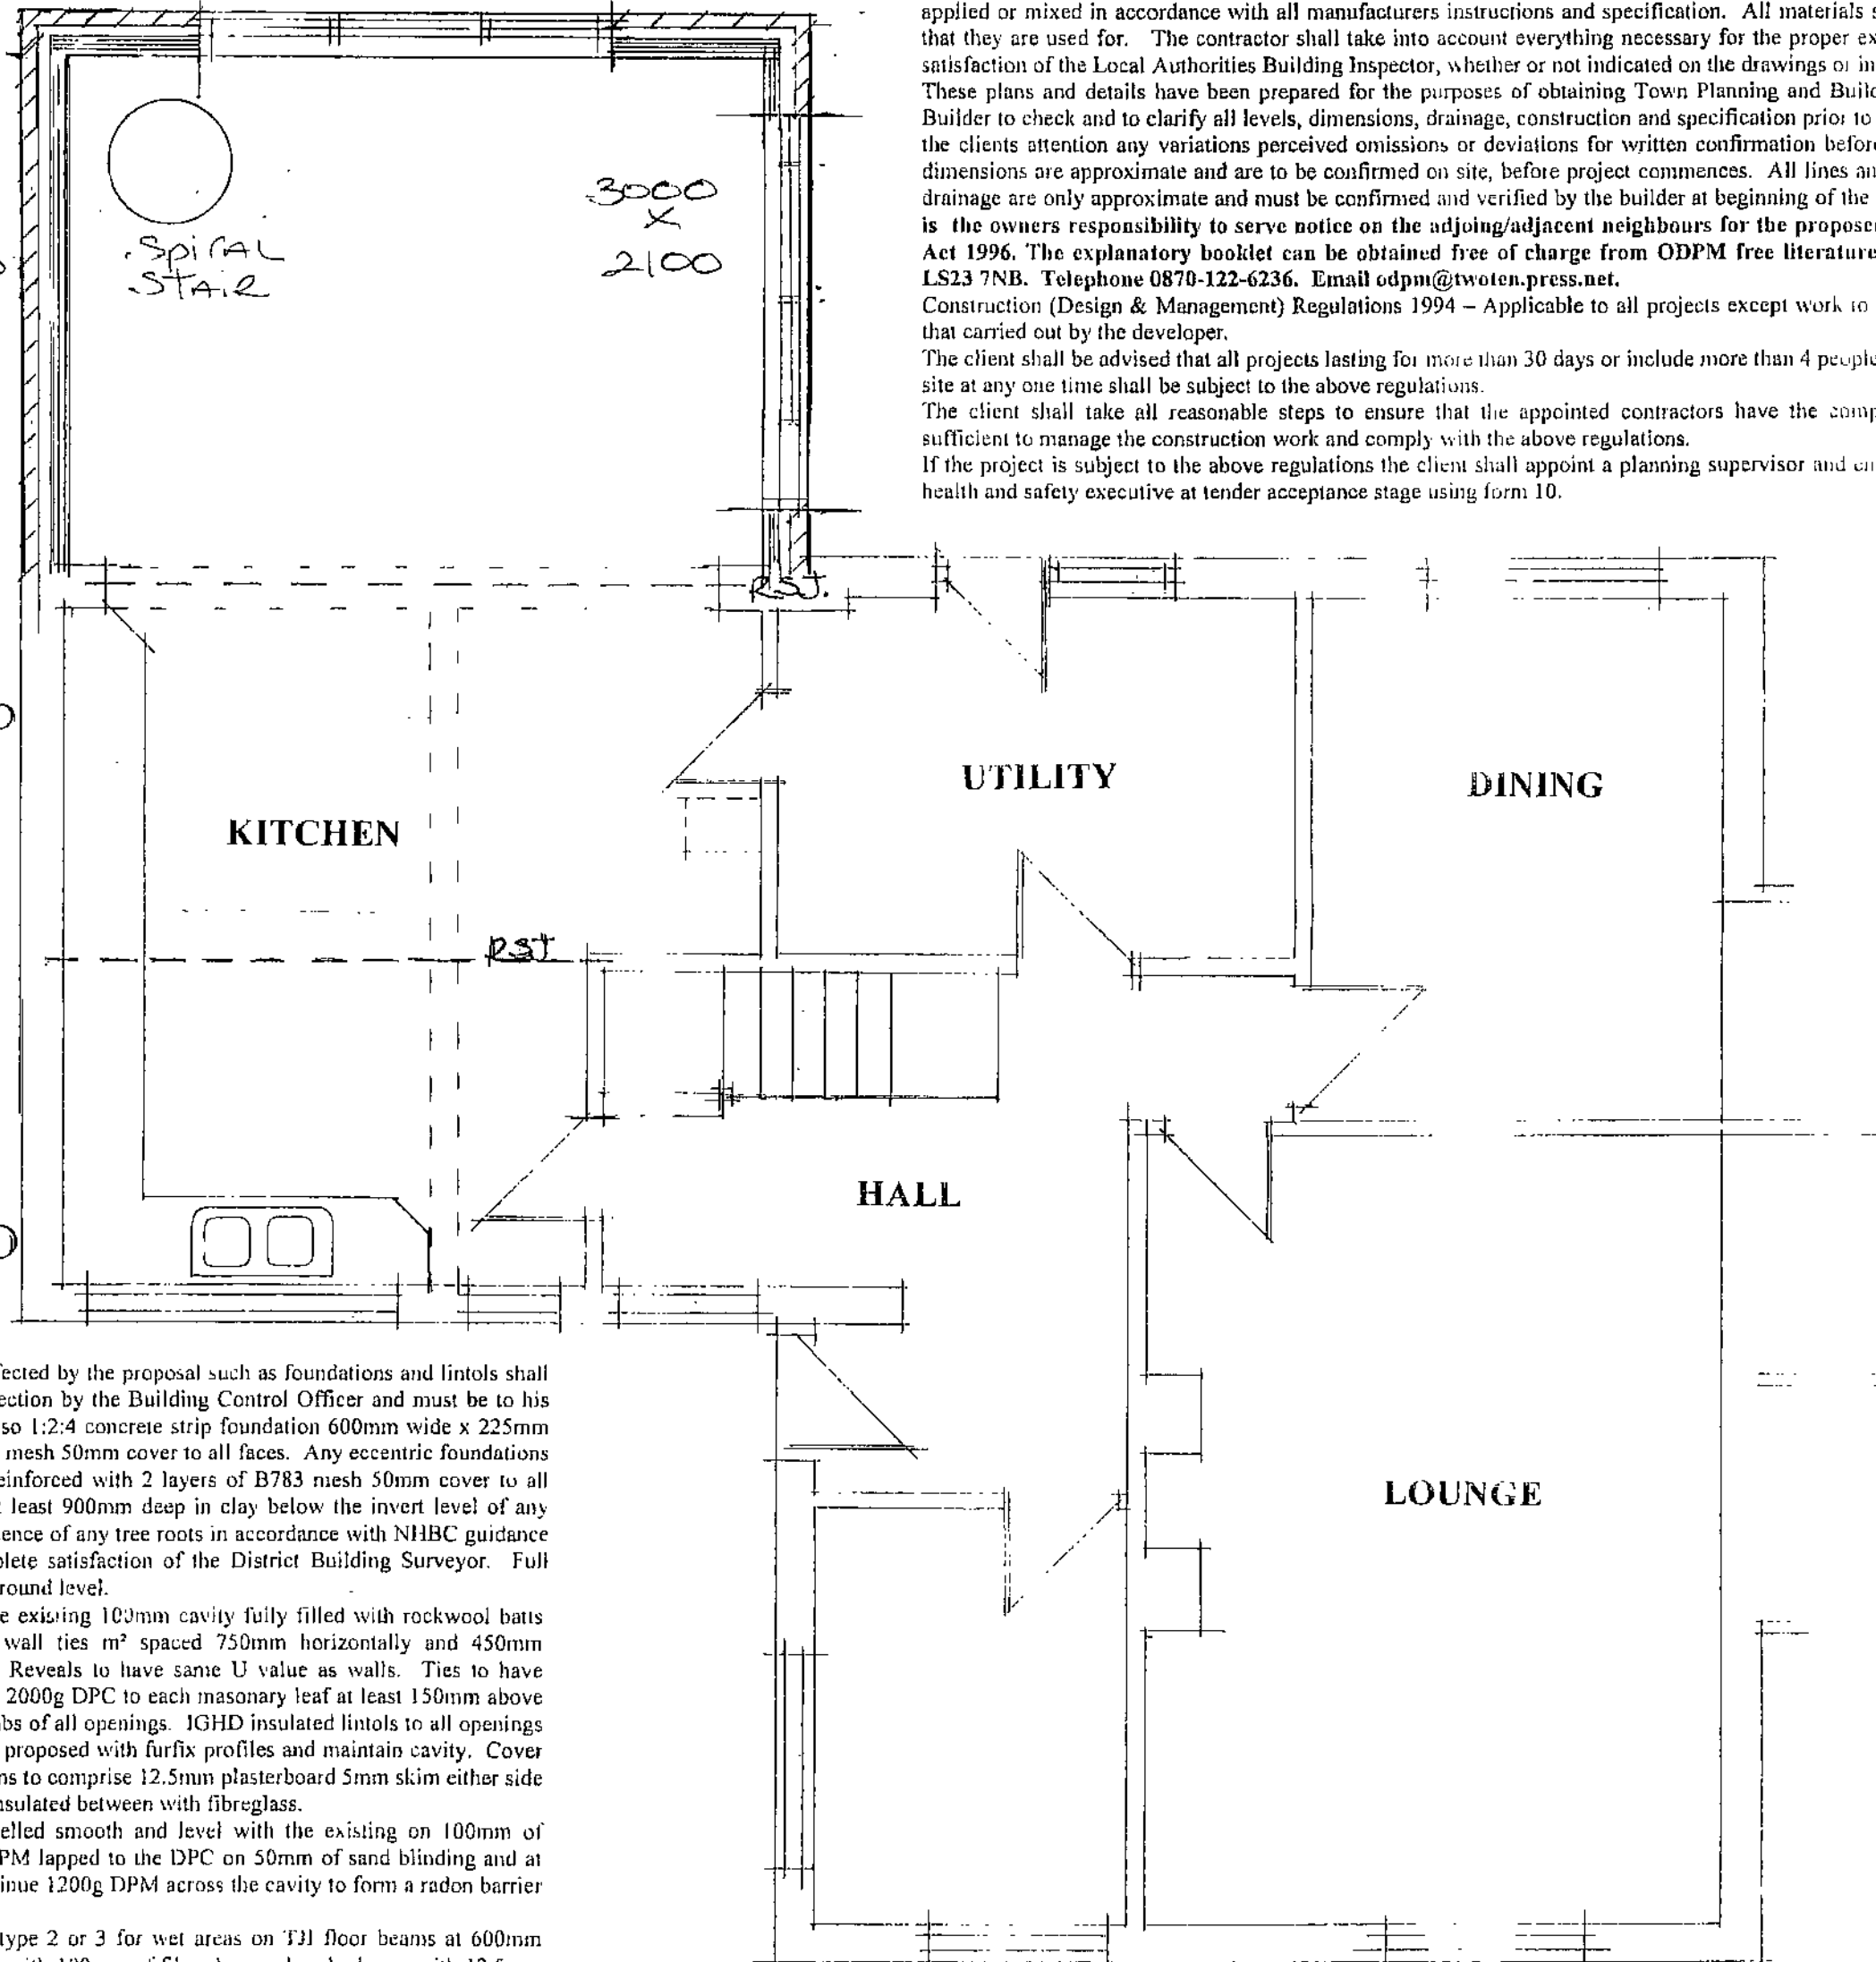 applied or mixed in accordance with all manufacturers instructions and specification. All materials
that they are used for. The contractor shall take into account everything necessary for the proper
satisfaction of the Local Authorities Building Inspector, whether or not indicated on the drawings or in
These plans and details have been prepared for the purposes of obtaining Town Planning and
Builder to check and to clarify all levels, dimensions, drainage, construction and specification prior to
the clients attention any variations perceived omissions or deviations for written confirmation
dimensions are approximate and are to be confirmed on site, before project commences. All lines
drainage are only approximate and must be confirmed and verified by the builder at beginning of the
is the owners responsibility to serve notice on the adjoing/adjacent neighbours for the
Act 1996. The explanatory booklet can be obtained free of charge from ODPM free literature
LS23 7NB. Telephone 0870-122-6236. Email odpm@twoten.press.net.
Construction (Design & Management) Regulations 1994 – Applicable to all projects except work to
that carried out by the developer.
The client shall be advised that all projects lasting for more than 30 days or include more than 4 people
site at any one time shall be subject to the above regulations.
The client shall take all reasonable steps to ensure that the appointed contractors have the
sufficient to manage the construction work and comply with the above regulations.
If the project is subject to the above regulations the client shall appoint a planning supervisor and
health and safety executive at tender acceptance stage using form 10.
3000
X
2100
SPIRAL
STAIR
RSJ.
UTILITY
DINING
KITCHEN
RSJ
HALL
LOUNGE
fected by the proposal such as foundations and lintols shall
ection by the Building Control Officer and must be to his
so 1:2:4 concrete strip foundation 600mm wide x 225mm
mesh 50mm cover to all faces. Any eccentric foundations
einforced with 2 layers of B783 mesh 50mm cover to all
least 900mm deep in clay below the invert level of any
ence of any tree roots in accordance with NHBC guidance
plete satisfaction of the District Building Surveyor. Full
round level.
e existing 100mm cavity fully filled with rockwool batts
wall ties m² spaced 750mm horizontally and 450mm
Reveals to have same U value as walls. Ties to have
2000g DPC to each masonary leaf at least 150mm above
bs of all openings. IGHD insulated lintols to all openings
proposed with furfix profiles and maintain cavity. Cover
ns to comprise 12.5mm plasterboard 5mm skim either side
nsulated between with fibreglass.
elled smooth and level with the existing on 100mm of
PM lapped to the DPC on 50mm of sand blinding and at
inue 1200g DPM across the cavity to form a radon barrier
type 2 or 3 for wet areas on TJI floor beams at 600mm